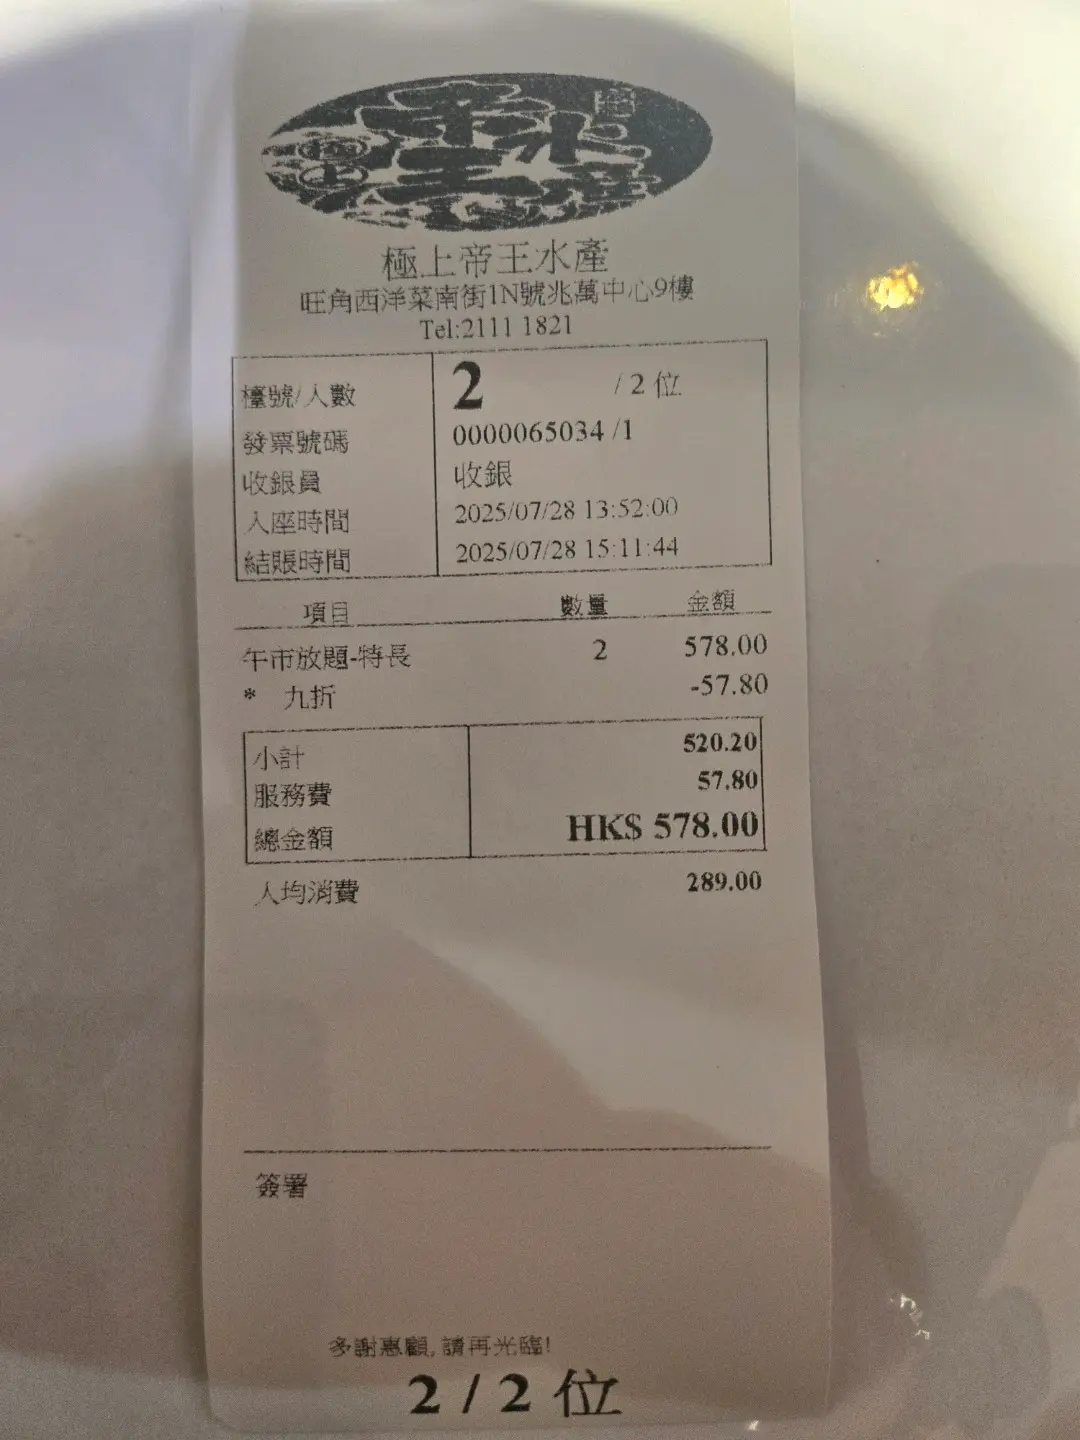 極上 帝王水產
極上帝王水產
旺角西洋菜南街1N號兆萬中心9樓
Tel:2111 1821
檯號/人數 2 / 2 位
發票號碼 0000065034 /1
收銀員 收銀
入座時間 2025/07/28 13:52:00
結賬時間 2025/07/28 15:11:44
項目 數量 金額
午市放題-特長 2 578.00
* 九折 -57.80
小計 520.20
服務費 57.80
總金額 HK$ 578.00
人均消費 289.00
簽署
多謝惠顧, 請再光臨!
2 / 2 位